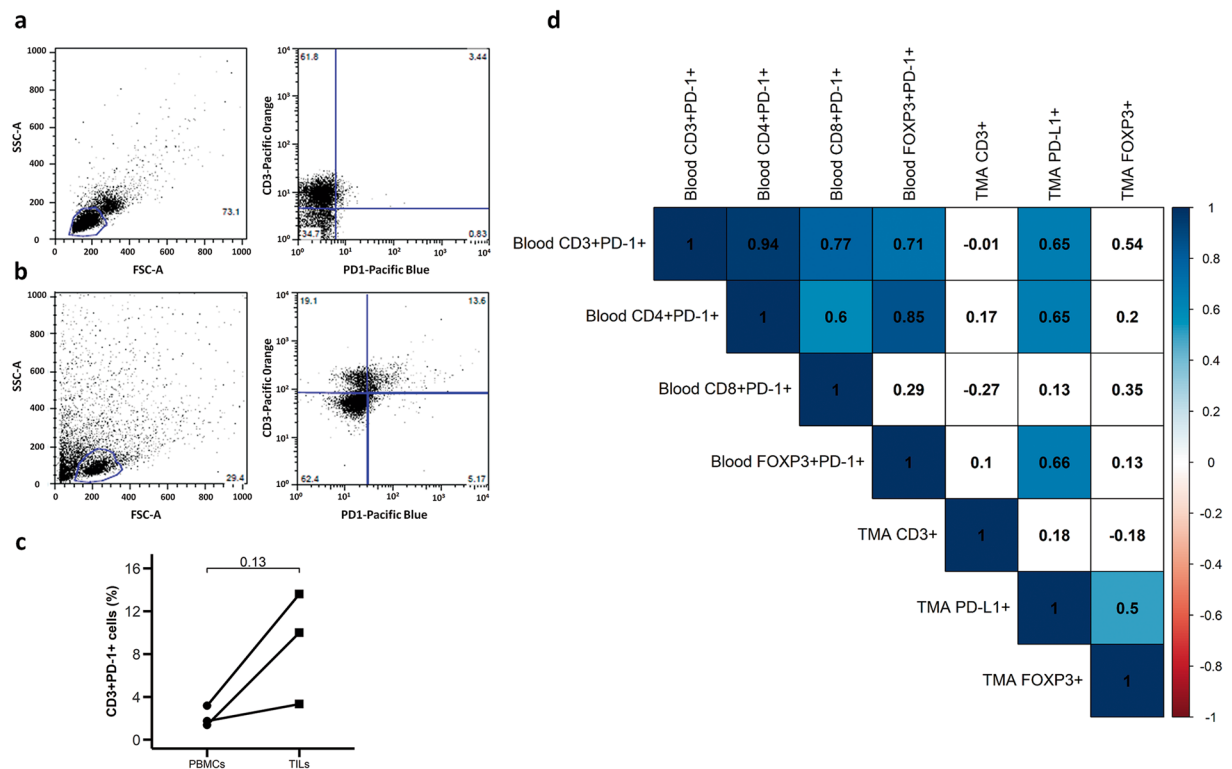 a
1000
800
600
400
200
0
SSC-A
73.1
0 200 400 600 800 1000
FSC-A
10⁴
10³
10²
10¹
10⁰
CD3-Pacific Orange
61.8
3.44
34.7
0.83
10⁰ 10¹ 10² 10³ 10⁴
PD1-Pacific Blue
b
1000
800
600
400
200
0
SSC-A
29.4
0 200 400 600 800 1000
FSC-A
10⁴
10³
10²
10¹
10⁰
CD3-Pacific Orange
19.1
13.6
62.4
5.17
10⁰ 10¹ 10² 10³ 10⁴
PD1-Pacific Blue
c
16
12
8
4
0
CD3+PD-1+ cells (%)
0.13
PBMCs TILs
d
Blood CD3+PD-1+
Blood CD4+PD-1+
Blood CD8+PD-1+
Blood FOXP3+PD-1+
TMA CD3+
TMA PD-L1+
TMA FOXP3+
Blood CD3+PD-1+ 1 0.94 0.77 0.71 -0.01 0.65 0.54
Blood CD4+PD-1+ 1 0.6 0.85 0.17 0.65 0.2
Blood CD8+PD-1+ 1 0.29 -0.27 0.13 0.35
Blood FOXP3+PD-1+ 1 0.1 0.66 0.13
TMA CD3+ 1 0.18 -0.18
TMA PD-L1+ 1 0.5
TMA FOXP3+ 1
1
0.8
0.6
0.4
0.2
0
-0.2
-0.4
-0.6
-0.8
-1